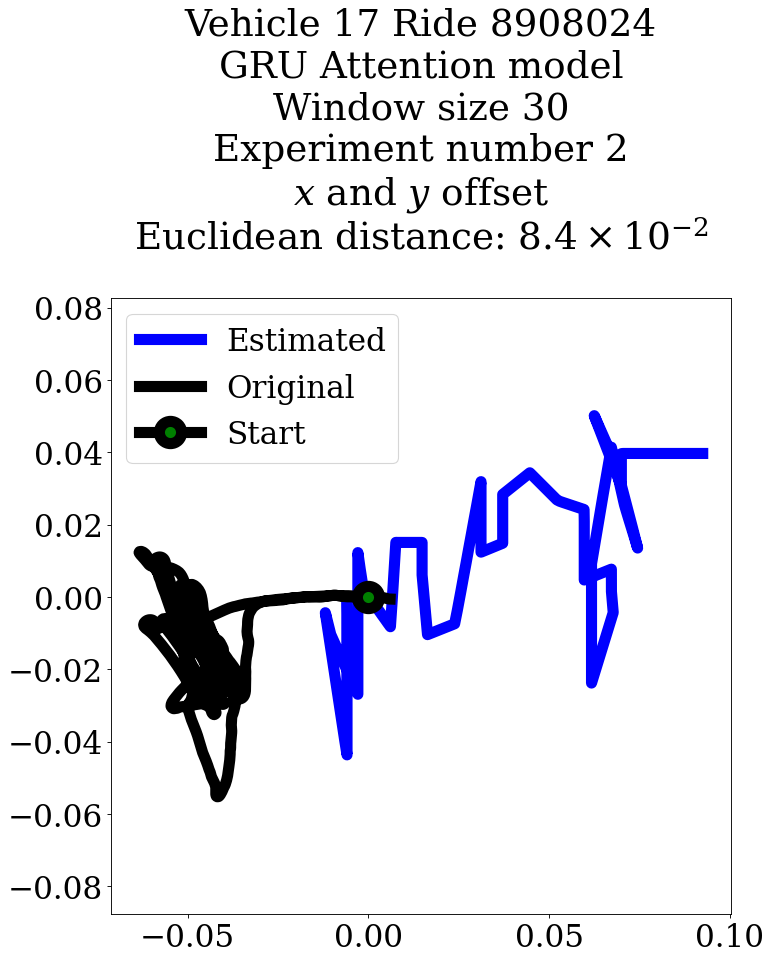 Vehicle 17 Ride 8908024
GRU Attention model
Window size 30
Experiment number 2
x and y offset
Euclidean distance: 8.4 × 10⁻²
0.08
0.06
0.04
0.02
0.00
−0.02
−0.04
−0.06
−0.08
Estimated
Original
Start
−0.05
0.00
0.05
0.10